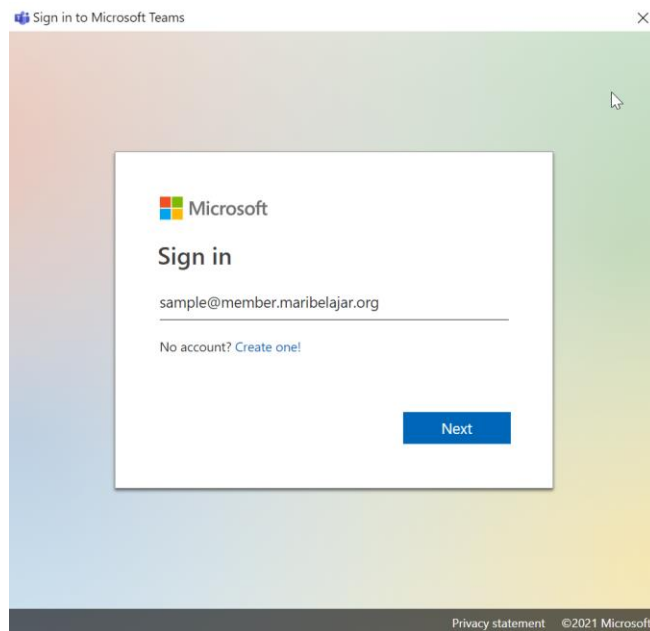 Sign in to Microsoft Teams
Microsoft
Sign in
sample@member.maribelajar.org
No account? Create one!
Next
Privacy statement ©2021 Microsoft